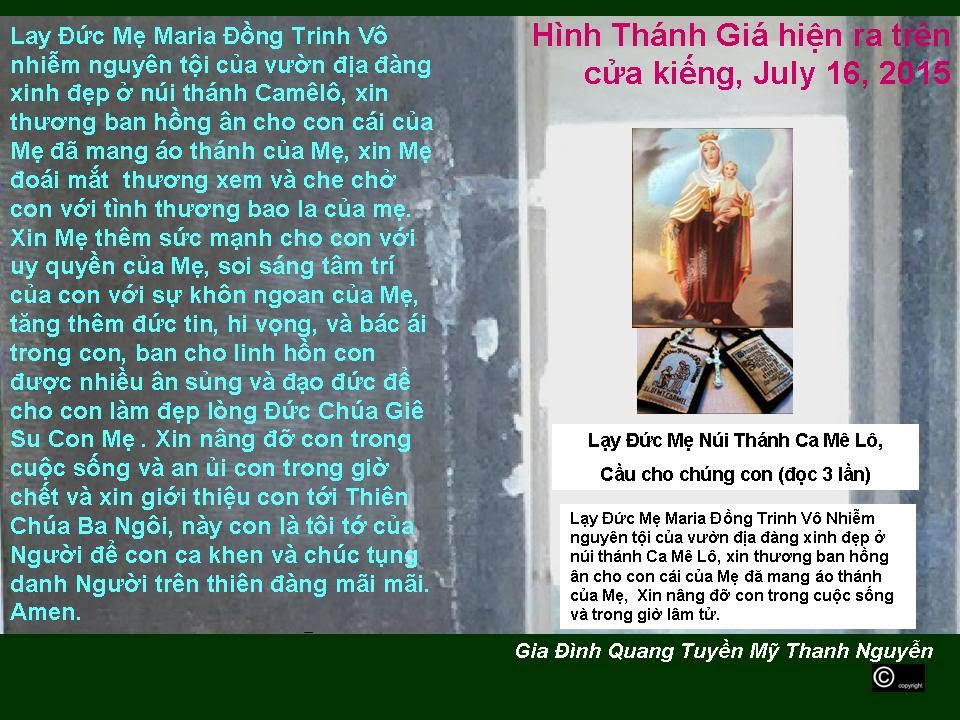 Lay Đức Mẹ Maria Đồng Trinh Vô
nhiễm nguyên tội của vườn địa đàng
xinh đẹp ở núi thánh Camêlô, xin
thương ban hồng ân cho con cái của
Mẹ đã mang áo thánh của Mẹ, xin Mẹ
đoái mắt thương xem và che chở
con với tình thương bao la của mẹ.
Xin Mẹ thêm sức mạnh cho con với
uy quyền của Mẹ, soi sáng tâm trí
của con với sự khôn ngoan của Mẹ,
tăng thêm đức tin, hi vọng, và bác ái
trong con, ban cho linh hồn con
được nhiều ân sủng và đạo đức để
cho con làm đẹp lòng Đức Chúa Giê
Su Con Mẹ . Xin nâng đỡ con trong
cuộc sống và an ủi con trong giờ
chết và xin giới thiệu con tới Thiên
Chúa Ba Ngôi, này con là tôi tớ của
Người để con ca khen và chúc tụng
danh Người trên thiên đàng mãi mãi.
Amen.
Hình Thánh Giá hiện ra trên
cửa kiếng, July 16, 2015
Lạy Đức Mẹ Núi Thánh Ca Mê Lô,
Cầu cho chúng con (đọc 3 lần)
Lạy Đức Mẹ Maria Đồng Trinh Vô Nhiễm
nguyên tội của vườn địa đàng xinh đẹp ở
núi thánh Ca Mê Lô, xin thương ban hồng
ân cho con cái của Mẹ đă mang áo thánh
của Mẹ, Xin nâng đỡ con trong cuộc sống
và trong giờ lâm tử.
Gia Đình Quang Tuyền Mỹ Thanh Nguyễn
© copyright